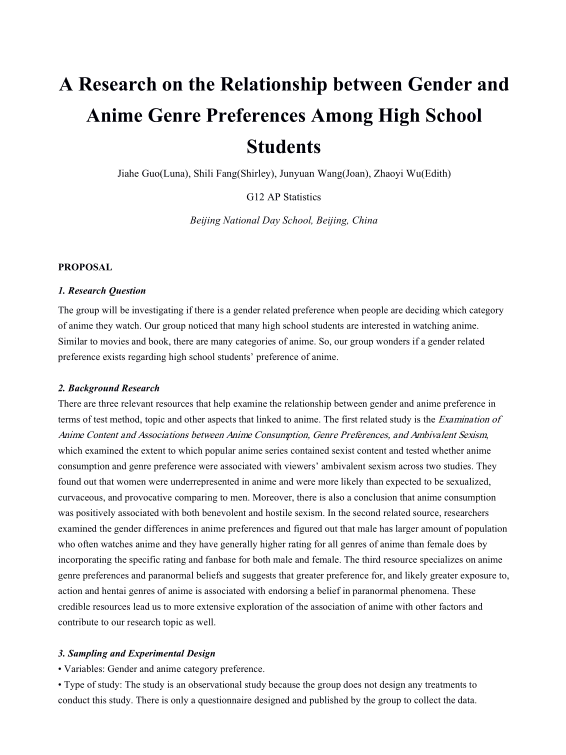 A Research on the Relationship between Gender and
Anime Genre Preferences Among High School
Students
Jiahe Guo(Luna), Shili Fang(Shirley), Junyuan Wang(Joan), Zhaoyi Wu(Edith)
G12 AP Statistics
Beijing National Day School, Beijing, China
PROPOSAL
1. Research Question
The group will be investigating if there is a gender related preference when people are deciding which category
of anime they watch. Our group noticed that many high school students are interested in watching anime.
Similar to movies and book, there are many categories of anime. So, our group wonders if a gender related
preference exists regarding high school students’ preference of anime.
2. Background Research
There are three relevant resources that help examine the relationship between gender and anime preference in
terms of test method, topic and other aspects that linked to anime. The first related study is the Examination of
Anime Content and Associations between Anime Consumption, Genre Preferences, and Ambivalent Sexism,
which examined the extent to which popular anime series contained sexist content and tested whether anime
consumption and genre preference were associated with viewers’ ambivalent sexism across two studies. They
found out that women were underrepresented in anime and were more likely than expected to be sexualized,
curvaceous, and provocative comparing to men. Moreover, there is also a conclusion that anime consumption
was positively associated with both benevolent and hostile sexism. In the second related source, researchers
examined the gender differences in anime preferences and figured out that male has larger amount of population
who often watches anime and they have generally higher rating for all genres of anime than female does by
incorporating the specific rating and fanbase for both male and female. The third resource specializes on anime
genre preferences and paranormal beliefs and suggests that greater preference for, and likely greater exposure to,
action and hentai genres of anime is associated with endorsing a belief in paranormal phenomena. These
credible resources lead us to more extensive exploration of the association of anime with other factors and
contribute to our research topic as well.
3. Sampling and Experimental Design
• Variables: Gender and anime category preference.
• Type of study: The study is an observational study because the group does not design any treatments to
conduct this study. There is only a questionnaire designed and published by the group to collect the data.